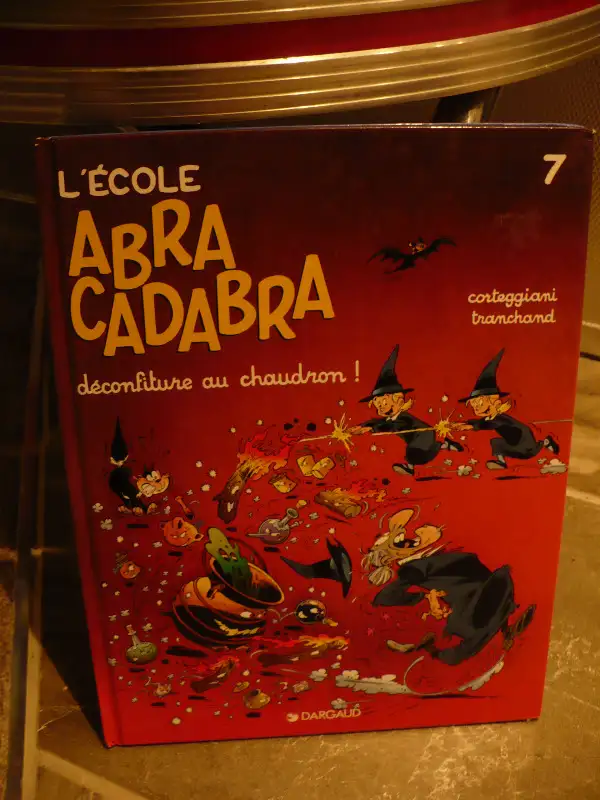 L'ÉCOLE
7
ABRA
CADABRA
corteggiani
tranchand
déconfiture au chaudron !
DARGAUD